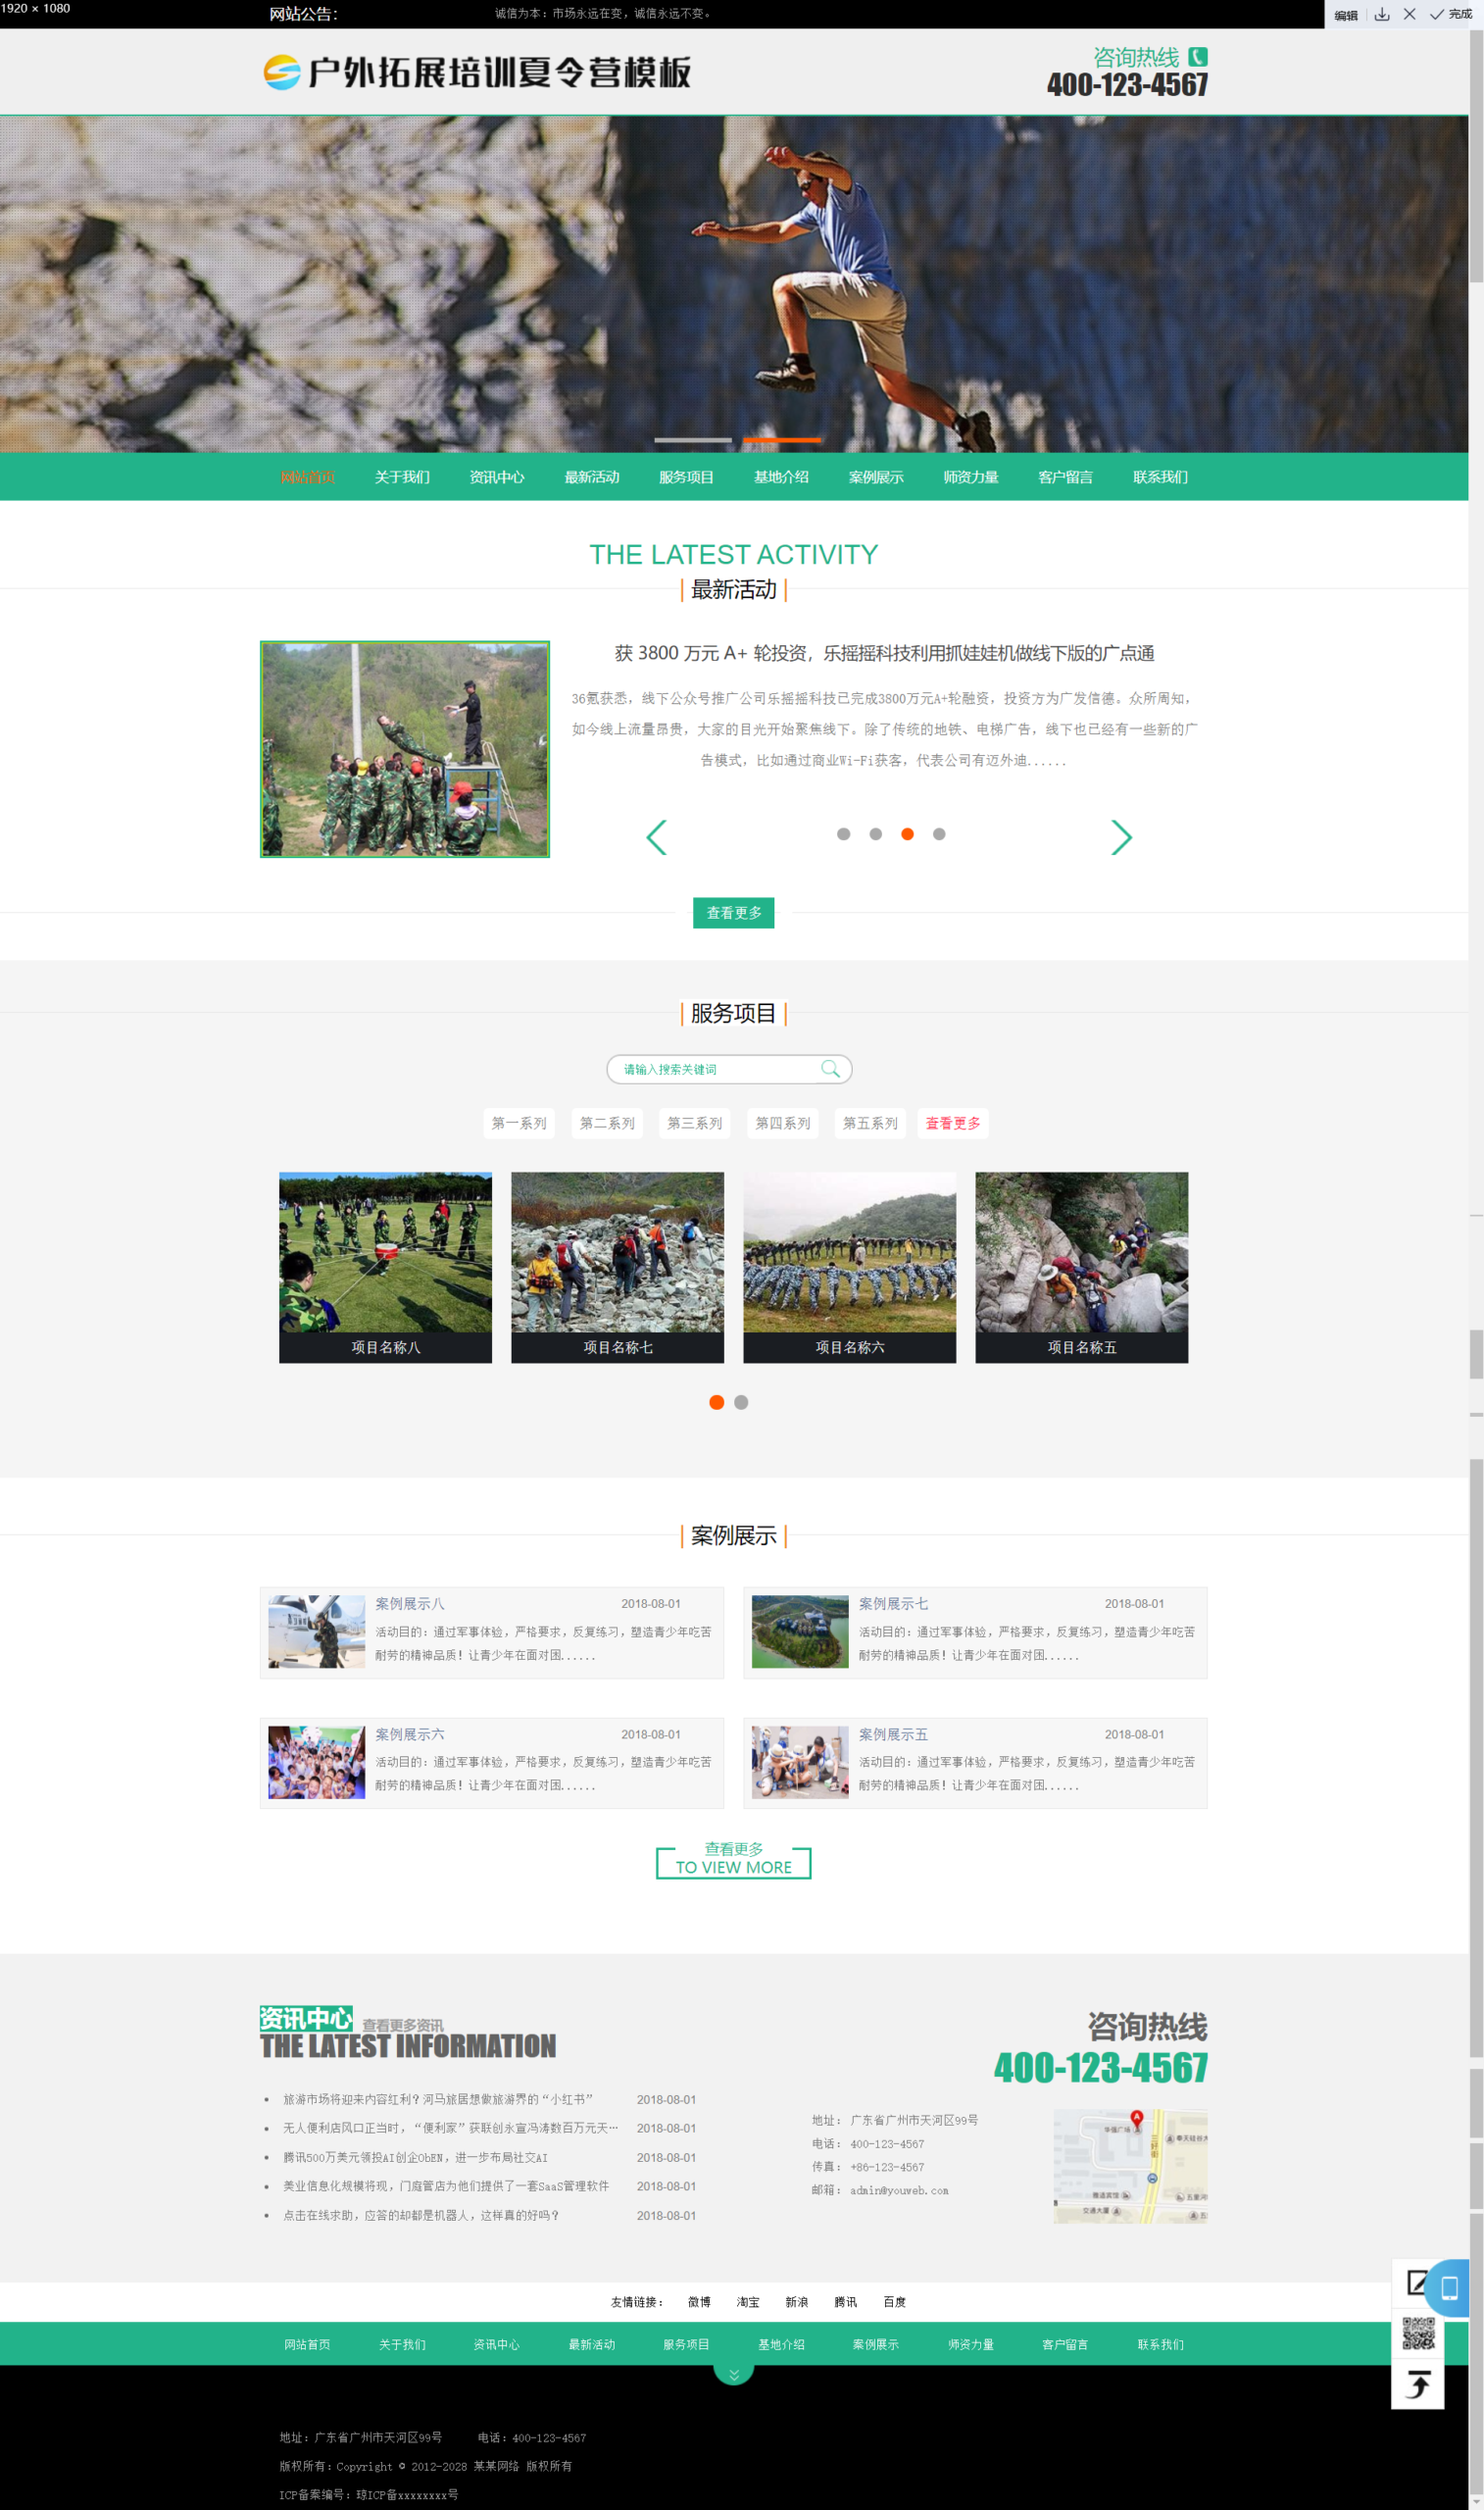 1920 × 1080
网站公告：
诚信为本：市场永远在变，诚信永远不变。
编辑
完成
户外拓展培训夏令营模板
咨询热线
400-123-4567
网站首页 关于我们 资讯中心 最新活动 服务项目 基地介绍 案例展示 师资力量 客户留言 联系我们
THE LATEST ACTIVITY
最新活动
获 3800 万元 A+ 轮投资，乐摇摇科技利用抓娃娃机做线下版的广点通
36氪获悉，线下公众号推广公司乐摇摇科技已完成3800万元A+轮融资，投资方为广发信德。众所周知，
如今线上流量昂贵，大家的目光开始聚焦线下。除了传统的地铁、电梯广告，线下也已经有一些新的广
告模式，比如通过商业Wi-Fi获客，代表公司有迈外迪......
查看更多
服务项目
请输入搜索关键词
第一系列 第二系列 第三系列 第四系列 第五系列 查看更多
项目名称八 项目名称七 项目名称六 项目名称五
案例展示
案例展示八 2018-08-01
活动目的：通过军事体验，严格要求，反复练习，塑造青少年吃苦
耐劳的精神品质！让青少年在面对困......
案例展示七 2018-08-01
活动目的：通过军事体验，严格要求，反复练习，塑造青少年吃苦
耐劳的精神品质！让青少年在面对困......
案例展示六 2018-08-01
活动目的：通过军事体验，严格要求，反复练习，塑造青少年吃苦
耐劳的精神品质！让青少年在面对困......
案例展示五 2018-08-01
活动目的：通过军事体验，严格要求，反复练习，塑造青少年吃苦
耐劳的精神品质！让青少年在面对困......
查看更多
TO VIEW MORE
资讯中心 查看更多资讯
THE LATEST INFORMATION
旅游市场将迎来内容红利？河马旅居想做旅游界的“小红书” 2018-08-01
无人便利店风口正当时，“便利家”获联创永宣冯涛数百万元天… 2018-08-01
腾讯500万美元领投AI创企ObEN，进一步布局社交AI 2018-08-01
美业信息化规模将现，门庭管店为他们提供了一套SaaS管理软件 2018-08-01
点击在线求助，应答的却都是机器人，这样真的好吗？ 2018-08-01
咨询热线
400-123-4567
地址： 广东省广州市天河区99号
电话： 400-123-4567
传真： +86-123-4567
邮箱： admin@youweb.com
友情链接： 微博 淘宝 新浪 腾讯 百度
网站首页 关于我们 资讯中心 最新活动 服务项目 基地介绍 案例展示 师资力量 客户留言 联系我们
地址：广东省广州市天河区99号 电话：400-123-4567
版权所有：Copyright © 2012-2028 某某网络 版权所有
ICP备案编号：琼ICP备xxxxxxxx号